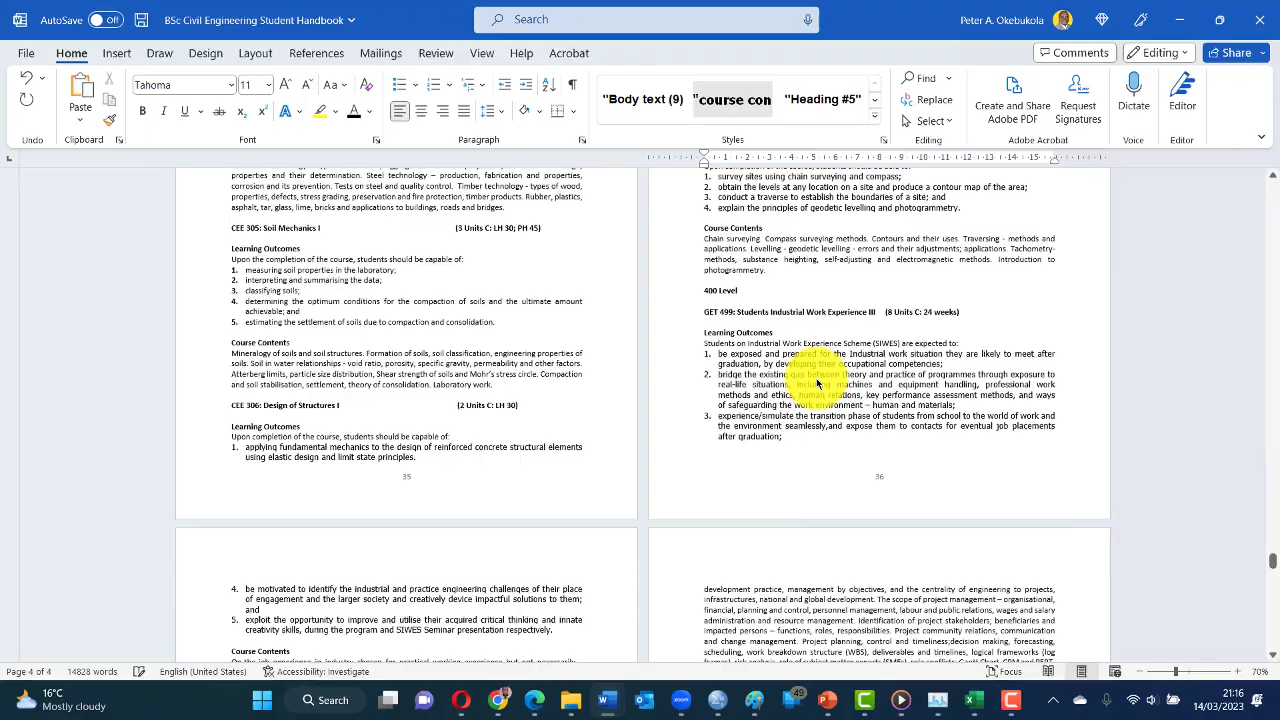 AutoSave Off BSc Civil Engineering Student Handbook Search Peter A. Okebukola
File Home Insert Draw Design Layout References Mailings Review View Help Acrobat Comments Editing Share
Tahoma 11 Find
Paste "Body text (9) "course con "Heading #5" Replace Create and Share Adobe PDF Request Signatures Dictate Editor
Select
Undo Clipboard Font Paragraph Styles Editing Adobe Acrobat Voice Editor
1 2 3 4 5 6 7 8 9 10 11 12 13 14 15
properties and their determination. Steel technology – production, fabrication and properties,
corrosion and its prevention. Tests on steel and quality control. Timber technology - types of wood,
properties, defects, stress grading, preservation and fire protection, timber products. Rubber, plastics,
asphalt, tar, glass, lime, bricks and applications to buildings, roads and bridges.
CEE 305: Soil Mechanics I (3 Units C: LH 30; PH 45)
Learning Outcomes
Upon the completion of the course, students should be capable of:
1. measuring soil properties in the laboratory;
2. interpreting and summarising the data;
3. classifying soils;
4. determining the optimum conditions for the compaction of soils and the ultimate amount
achievable; and
5. estimating the settlement of soils due to compaction and consolidation.
Course Contents
Mineralogy of soils and soil structures. Formation of soils, soil classification, engineering properties of
soils. Soil in water relationships - void ratio, porosity, specific gravity, permeability and other factors.
Atterberg limits, particle size distribution, Shear strength of soils and Mohr's stress circle. Compaction
and soil stabilisation, settlement, theory of consolidation. Laboratory work.
CEE 306: Design of Structures I (2 Units C: LH 30)
Learning Outcomes
Upon completion of the course, students should be capable of:
1. applying fundamental mechanics to the design of reinforced concrete structural elements
using elastic design and limit state principles.
35
1. survey sites using chain surveying and compass;
2. obtain the levels at any location on a site and produce a contour map of the area;
3. conduct a traverse to establish the boundaries of a site; and
4. explain the principles of geodetic levelling and photogrammetry.
Course Contents
Chain surveying Compass surveying methods. Contours and their uses. Traversing - methods and
applications. Levelling - geodetic levelling - errors and their adjustments; applications. Tachometry-
methods, substance heighting, self-adjusting and electromagnetic methods. Introduction to
photogrammetry.
400 Level
GET 499: Students Industrial Work Experience III (8 Units C: 24 weeks)
Learning Outcomes
Students on Industrial Work Experience Scheme (SIWES) are expected to:
1. be exposed and prepared for the Industrial work situation they are likely to meet after
graduation, by developing their occupational competencies;
2. bridge the existing gap between theory and practice of programmes through exposure to
real-life situations, including machines and equipment handling, professional work
methods and ethics, human relations, key performance assessment methods, and ways
of safeguarding the work environment – human and materials;
3. experience/simulate the transition phase of students from school to the world of work and
the environment seamlessly,and expose them to contacts for eventual job placements
after graduation;
36
4. be motivated to identify the industrial and practice engineering challenges of their place
of engagement and the larger society and creatively device impactful solutions to them;
and
5. exploit the opportunity to improve and utilise their acquired critical thinking and innate
creativity skills, during the program and SIWES Seminar presentation respectively.
Course Contents
development practice, management by objectives, and the centrality of engineering to projects,
infrastructures, national and global development. The scope of project management – organisational,
financial, planning and control, personnel management, labour and public relations, wages and salary
administration and resource management. Identification of project stakeholders; beneficiaries and
impacted persons – functions, roles, responsibilities. Project community relations, communication
and change management. Project planning, control and timeliness;decision making, forecasting,
scheduling, work breakdown structure (WBS), deliverables and timelines, logical frameworks (log
Page 4 of 4 14828 words English (United States) Accessibility: Investigate Focus 70%
16°C
Mostly cloudy
Search
49
21:16
14/03/2023